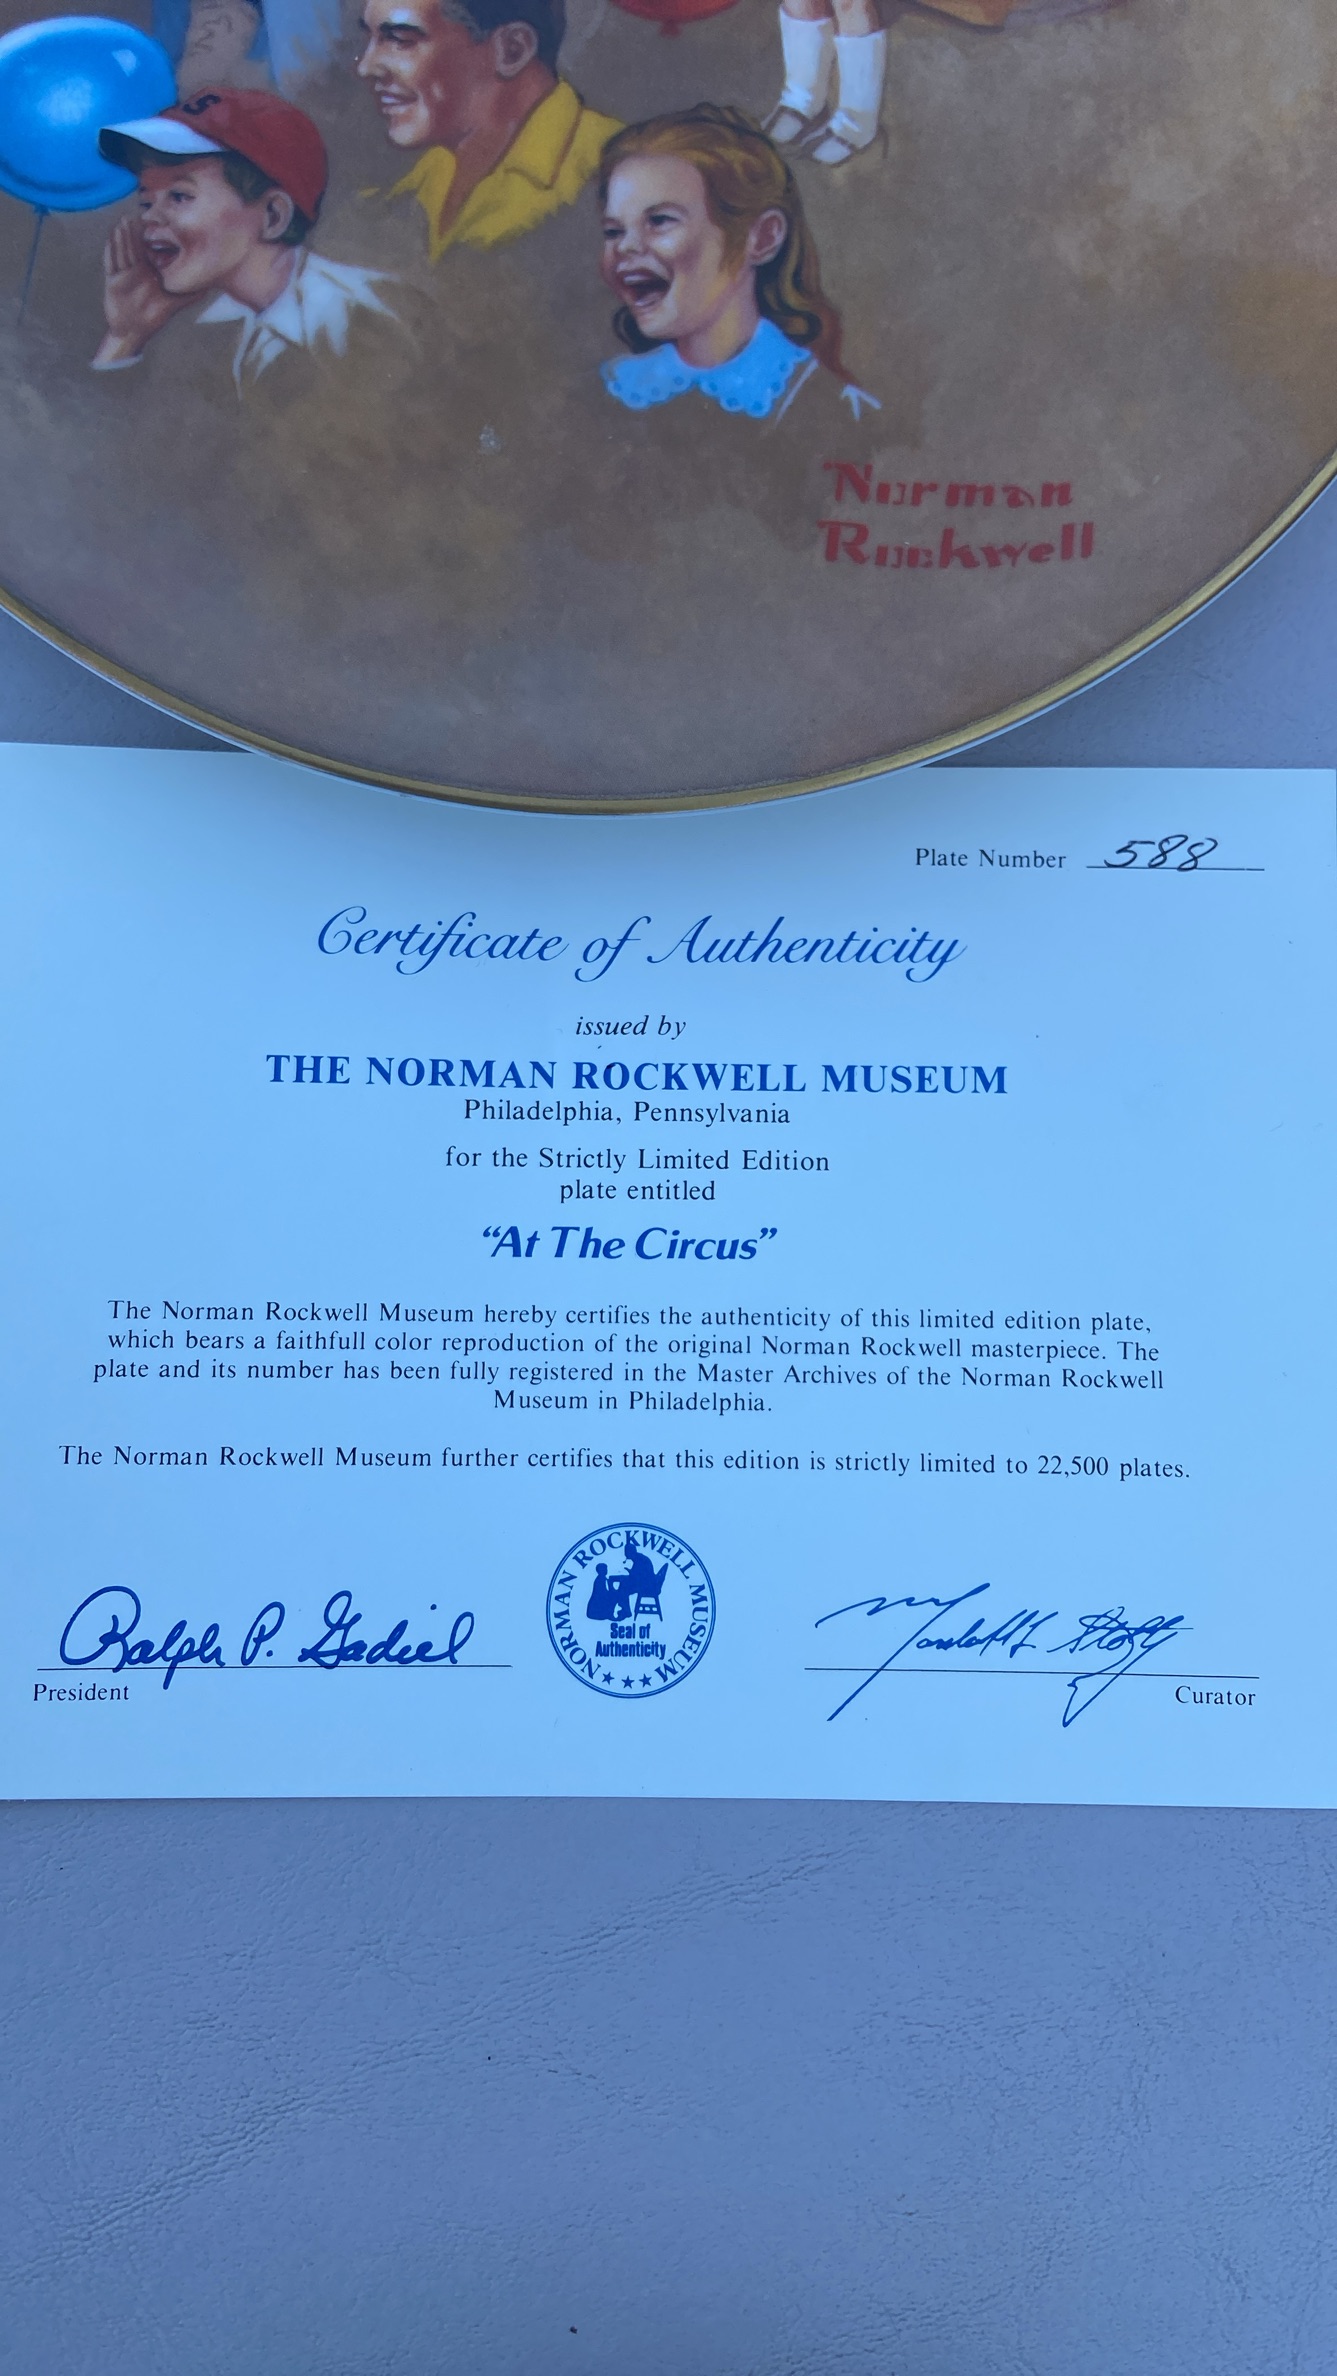 S
Norman
Rockwell
Plate Number 588
Certificate of Authenticity
issued by
THE NORMAN ROCKWELL MUSEUM
Philadelphia, Pennsylvania
for the Strictly Limited Edition
plate entitled
“At The Circus”
The Norman Rockwell Museum hereby certifies the authenticity of this limited edition plate,
which bears a faithfull color reproduction of the original Norman Rockwell masterpiece. The
plate and its number has been fully registered in the Master Archives of the Norman Rockwell
Museum in Philadelphia.
The Norman Rockwell Museum further certifies that this edition is strictly limited to 22,500 plates.
Ralph P. Gadiel
President
NORMAN ROCKWELL MUSEUM
Seal of
Authenticity
Curator